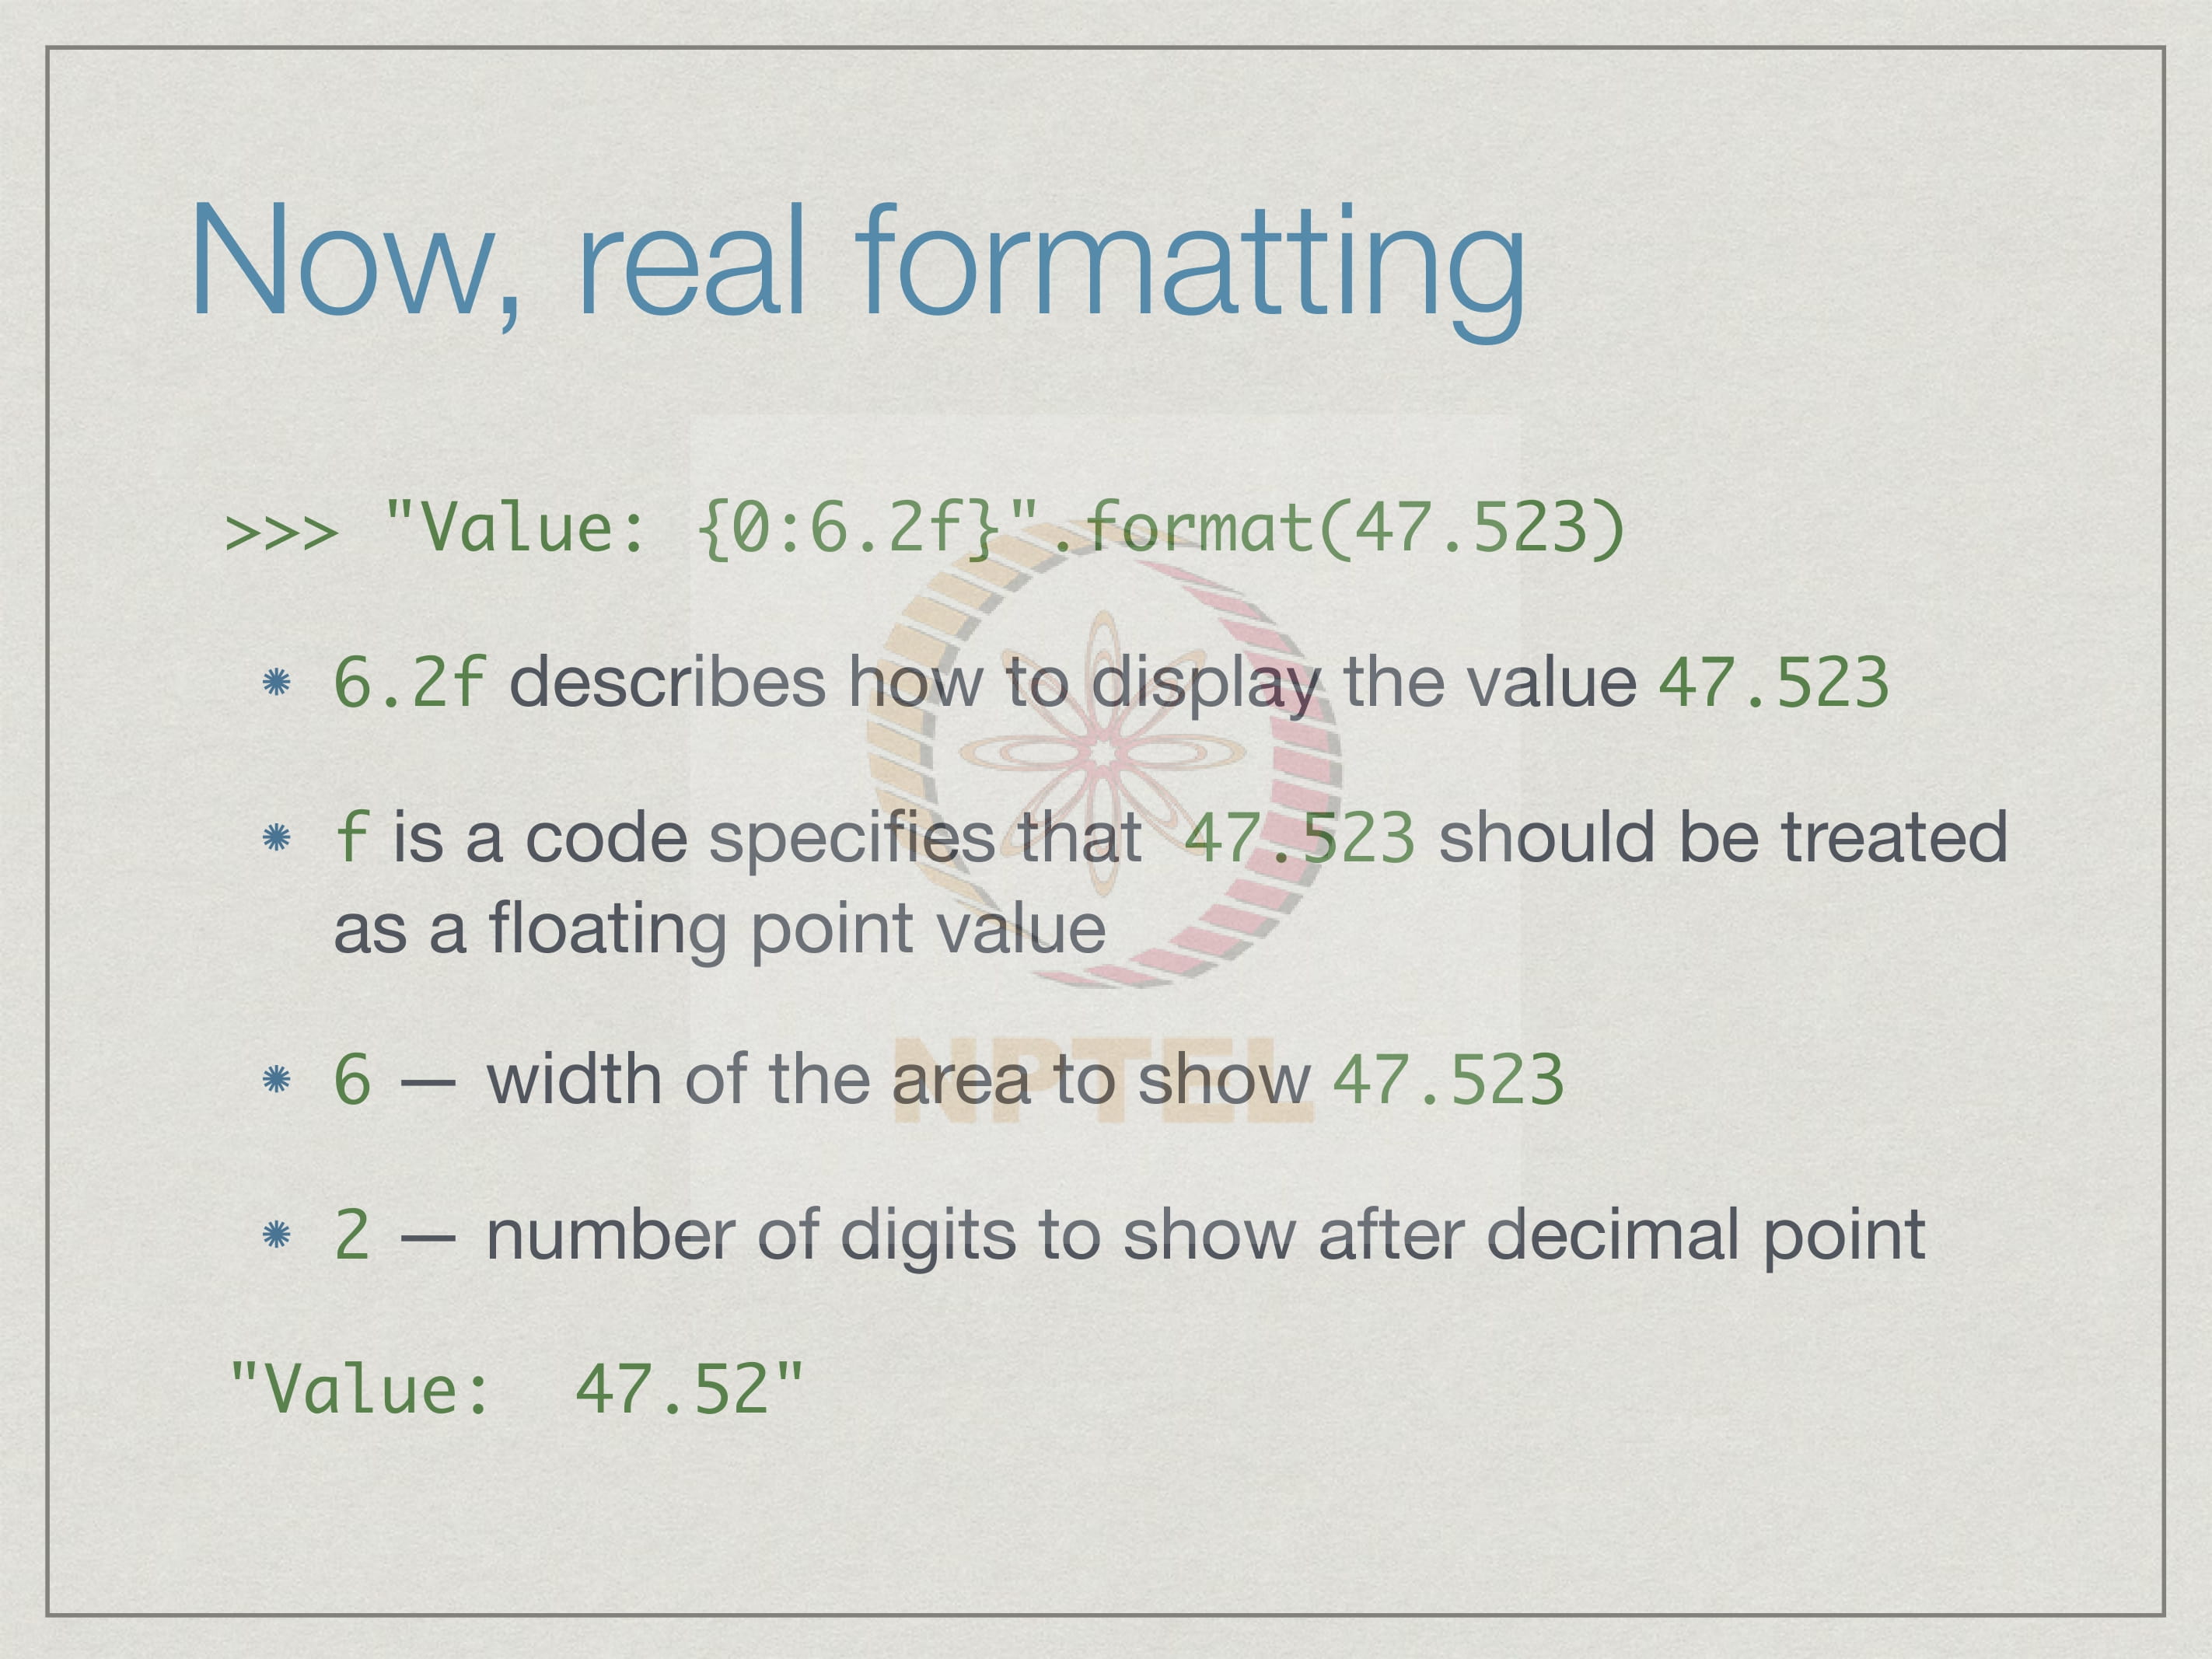 Now, real formatting
>>> "Value: {0:6.2f}".format(47.523)
6.2f describes how to display the value 47.523
f is a code specifies that 47.523 should be treated
as a floating point value
6 — width of the area to show 47.523
NPTEL
2 — number of digits to show after decimal point
"Value:  47.52"